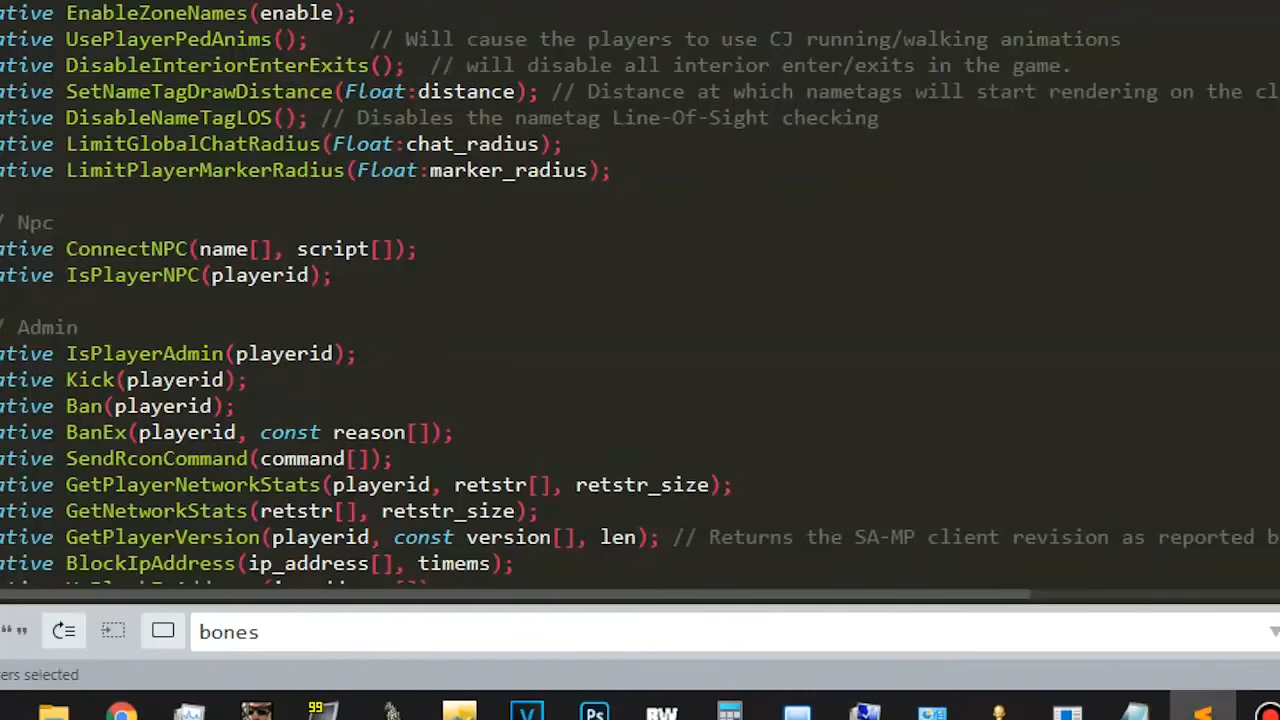 ative EnableZoneNames(enable);
ative UsePlayerPedAnims();     // Will cause the players to use CJ running/walking animations
ative DisableInteriorEnterExits();  // will disable all interior enter/exits in the game.
ative SetNameTagDrawDistance(Float:distance); // Distance at which nametags will start rendering on the cl
ative DisableNameTagLOS(); // Disables the nametag Line-Of-Sight checking
ative LimitGlobalChatRadius(Float:chat_radius);
ative LimitPlayerMarkerRadius(Float:marker_radius);
/ Npc
ative ConnectNPC(name[], script[]);
ative IsPlayerNPC(playerid);
/ Admin
ative IsPlayerAdmin(playerid);
ative Kick(playerid);
ative Ban(playerid);
ative BanEx(playerid, const reason[]);
ative SendRconCommand(command[]);
ative GetPlayerNetworkStats(playerid, retstr[], retstr_size);
ative GetNetworkStats(retstr[], retstr_size);
ative GetPlayerVersion(playerid, const version[], len); // Returns the SA-MP client revision as reported b
ative BlockIpAddress(ip_address[], timems);
“ ” bones
ers selected
99 V Ps RW